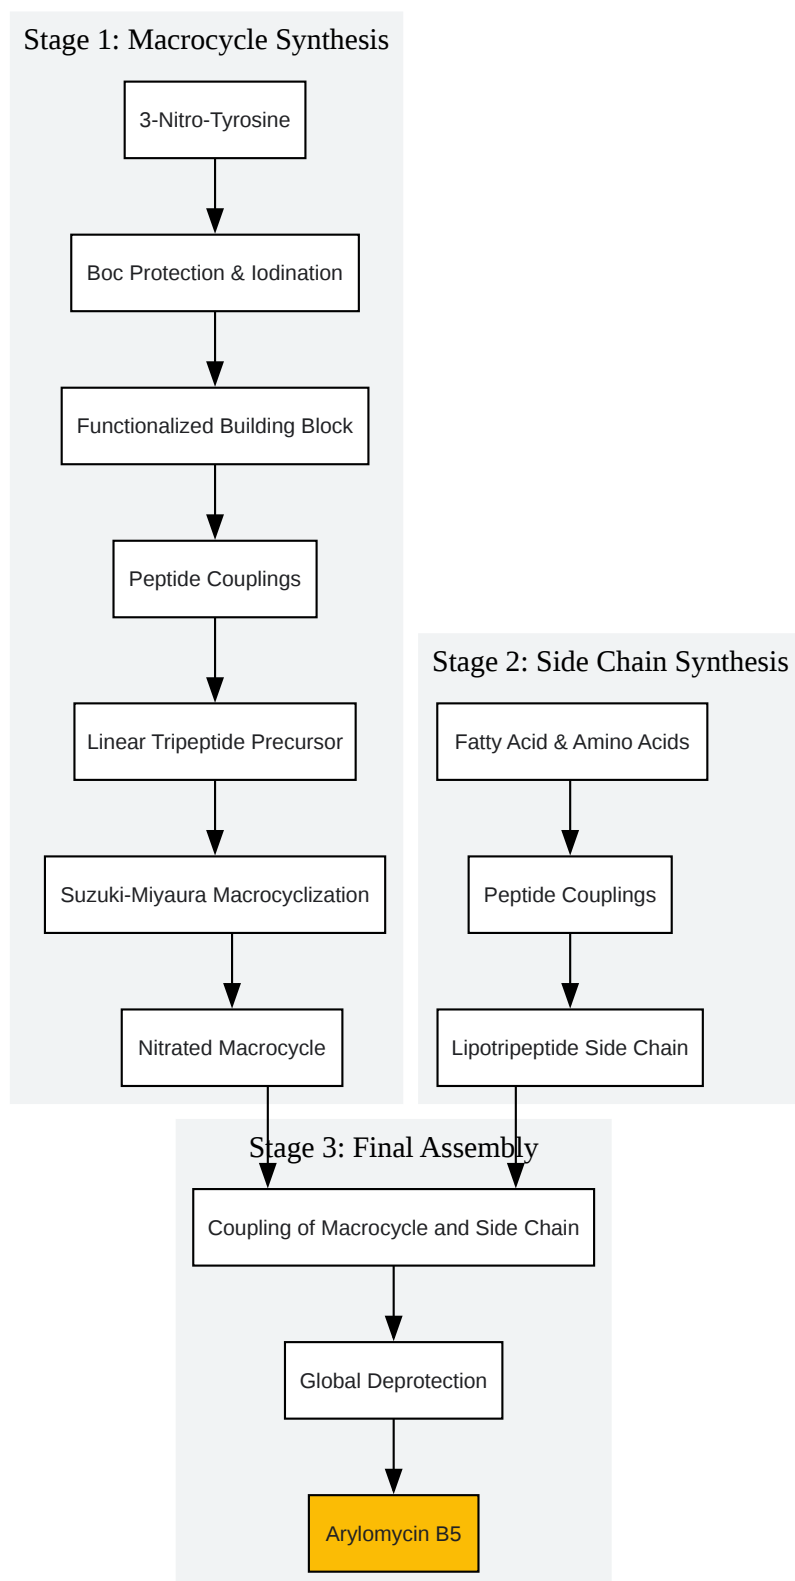 Stage 1: Macrocycle Synthesis
3-Nitro-Tyrosine
Boc Protection & Iodination
Functionalized Building Block
Peptide Couplings
Linear Tripeptide Precursor
Suzuki-Miyaura Macrocyclization
Nitrated Macrocycle
Stage 2: Side Chain Synthesis
Fatty Acid & Amino Acids
Peptide Couplings
Lipotripeptide Side Chain
Stage 3: Final Assembly
Coupling of Macrocycle and Side Chain
Global Deprotection
Arylomycin B5